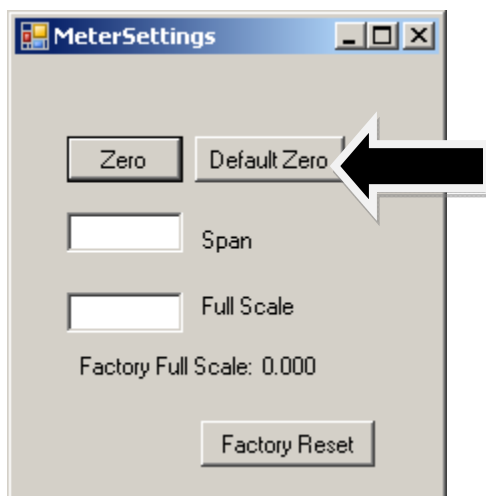 MeterSettings
Zero
Default Zero
Span
Full Scale
Factory Full Scale: 0.000
Factory Reset